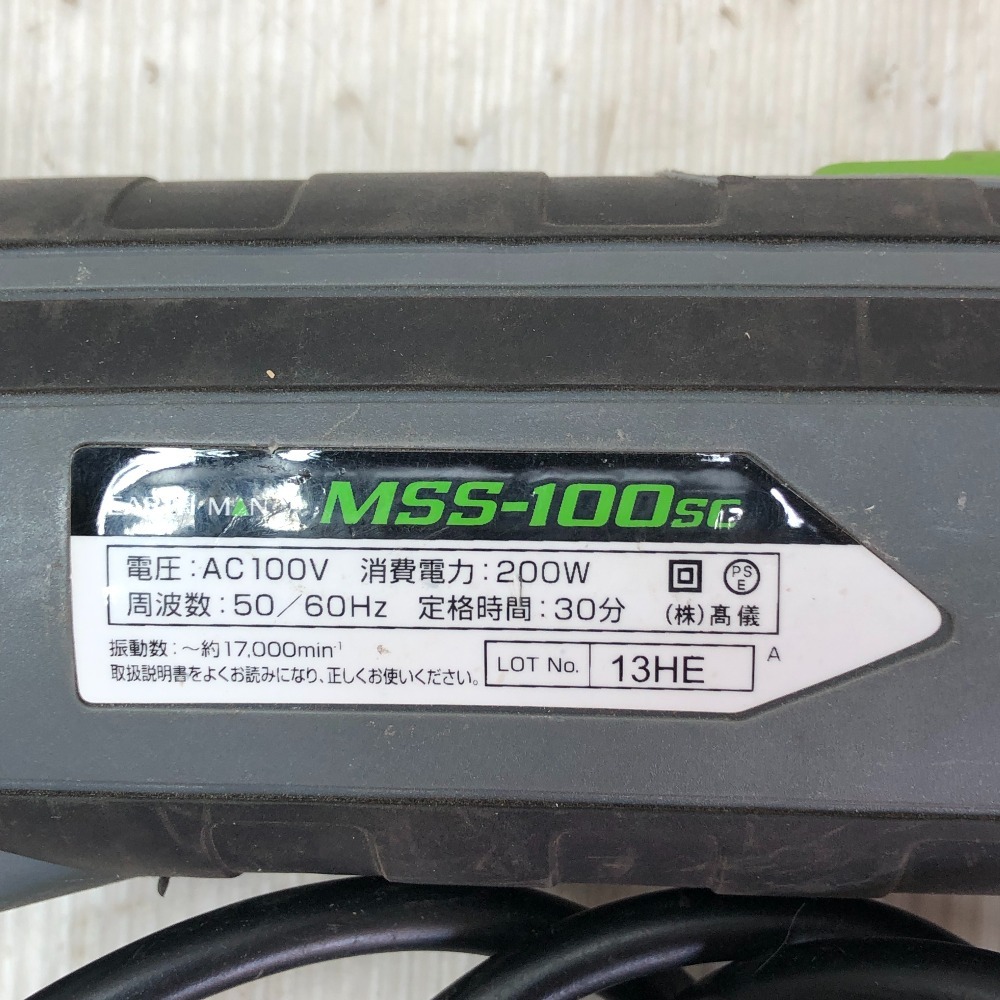 EARTH MAN MSS-100SC
電圧:AC100V 消費電力:200W
周波数:50/60Hz 定格時間:30分
PS
E
(株)髙儀
振動数:〜約17,000min⁻¹
取扱説明書をよくお読みになり、正しくお使いください。
LOT No. 13HE
A